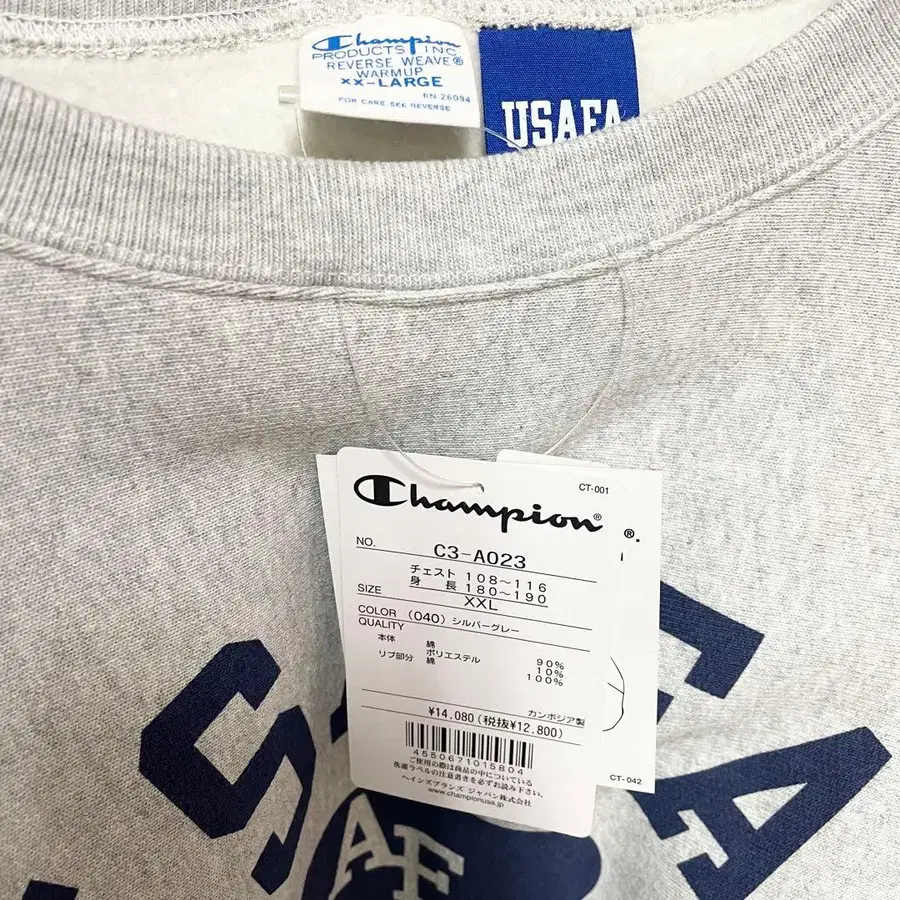 Champion
PRODUCTS INC.
REVERSE WEAVE®
WARMUP
XX-LARGE
RN 26094
FOR CARE SEE REVERSE
USAFA
Champion®
CT-001
®.
NO. C3-A023
チェスト 108～116
身 長 180～190
SIZE XXL
COLOR (040) シルバーグレー
QUALITY
本体 綿 90%
ポリエステル 10%
リブ部分 綿 100%
カンボジア製
¥14,080(税抜¥12,800)
4550671015804
ご使用の際は商品の中についている
洗濯ラベルの注意書きを必ずお読み下さい。
ヘインズブランズ ジャパン株式会社
www.championusa.jp
CT-042
S
F
A
AF